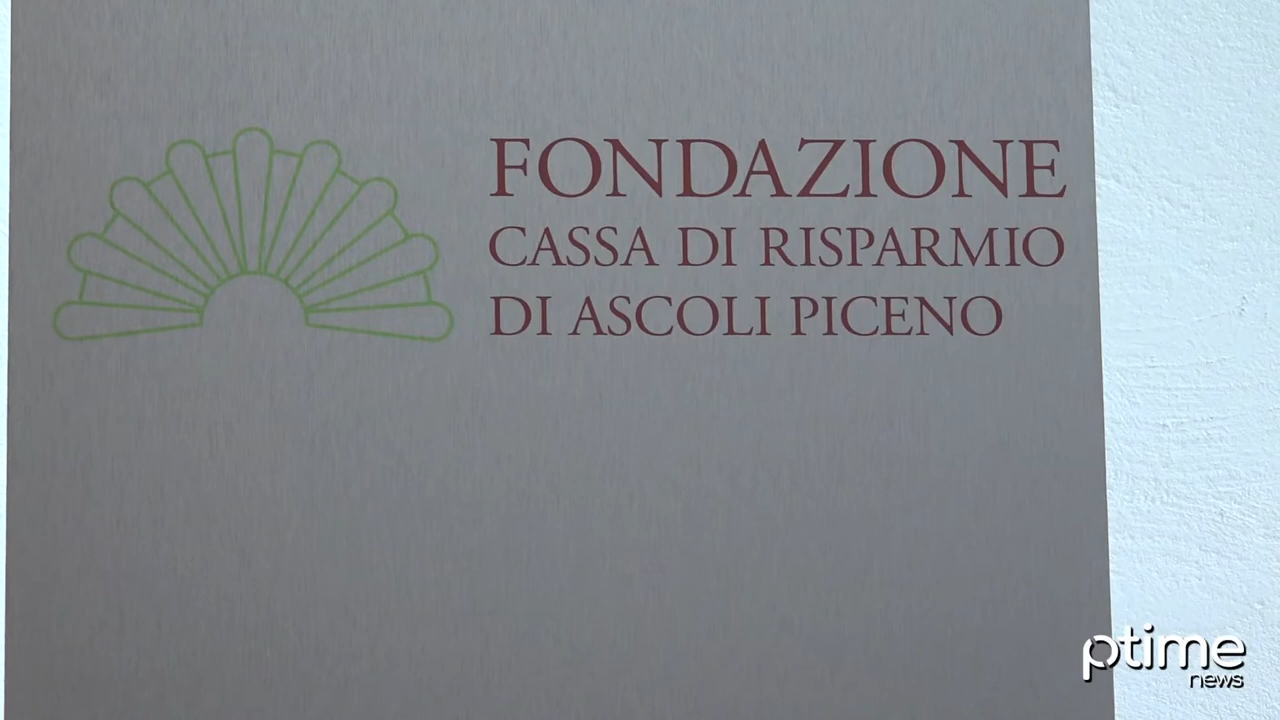 FONDAZIONE
CASSA DI RISPARMIO
DI ASCOLI PICENO
ptime
news